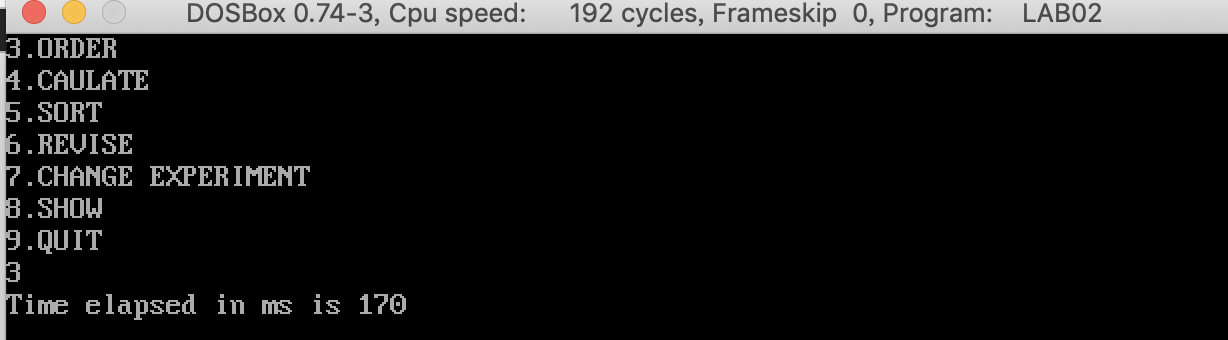 DOSBox 0.74-3, Cpu speed: 192 cycles, Frameskip 0, Program: LAB02
3.ORDER
4.CAULATE
5.SORT
6.REVISE
7.CHANGE EXPERIMENT
8.SHOW
9.QUIT
3
Time elapsed in ms is 170